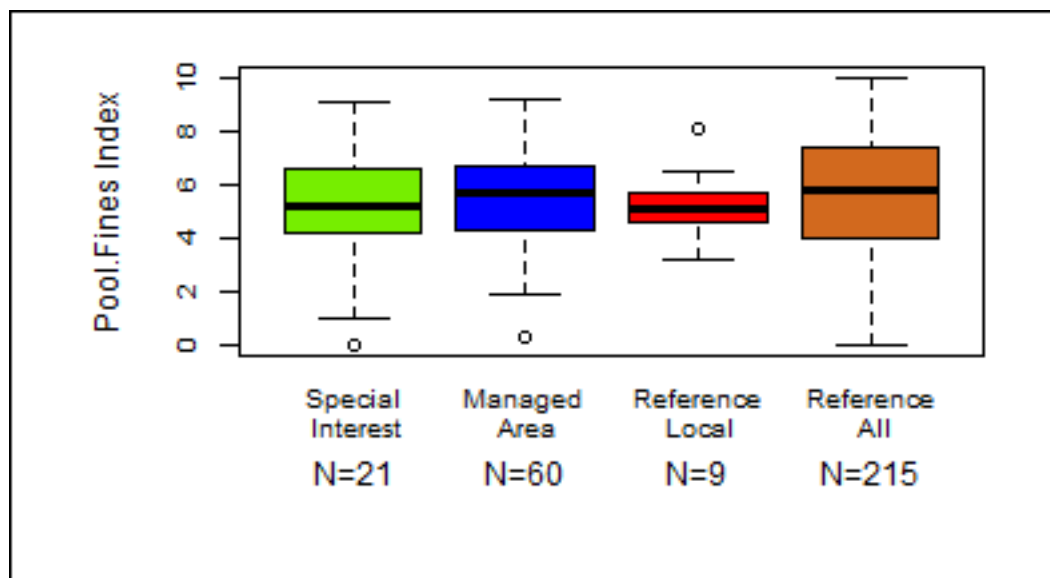 Pool.Fines Index
10
8
6
4
2
0
Special Interest
Managed Area
Reference Local
Reference All
N=21
N=60
N=9
N=215